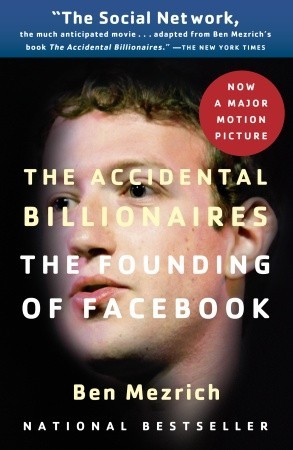 "The Social Network,
the much anticipated movie . . . adapted from Ben Mezrich's
book The Accidental Billionaires." —THE NEW YORK TIMES
NOW
A MAJOR
MOTION
PICTURE
THE ACCIDENTAL
BILLIONAIRES
THE FOUNDING
OF FACEBOOK
Ben Mezrich
NATIONAL BESTSELLER